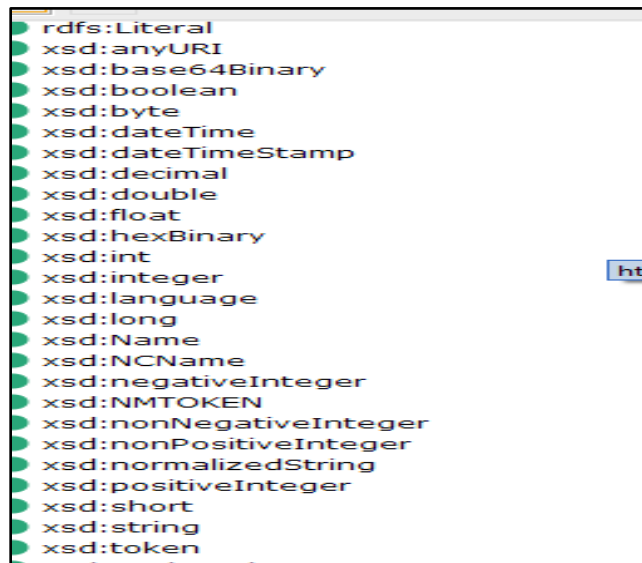 rdfs:Literal
xsd:anyURI
xsd:base64Binary
xsd:boolean
xsd:byte
xsd:dateTime
xsd:dateTimeStamp
xsd:decimal
xsd:double
xsd:float
xsd:hexBinary
xsd:int
ht
xsd:integer
xsd:language
xsd:long
xsd:Name
xsd:NCName
xsd:negativeInteger
xsd:NMTOKEN
xsd:nonNegativeInteger
xsd:nonPositiveInteger
xsd:normalizedString
xsd:positiveInteger
xsd:short
xsd:string
xsd:token